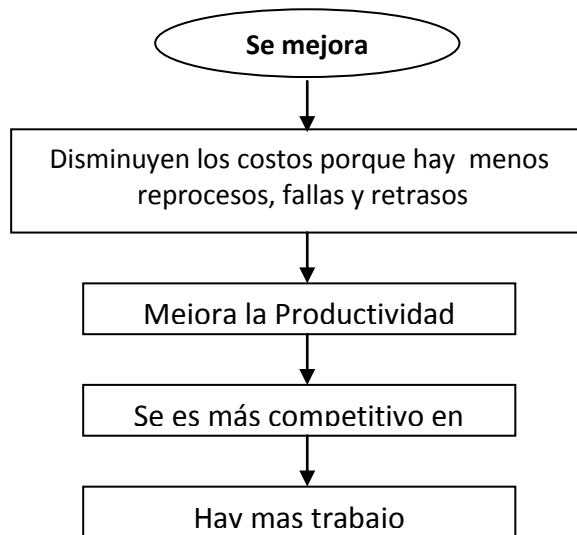 Se mejora
Disminuyen los costos porque hay menos
reprocesos, fallas y retrasos
Mejora la Productividad
Se es más competitivo en
Hay mas trabajo